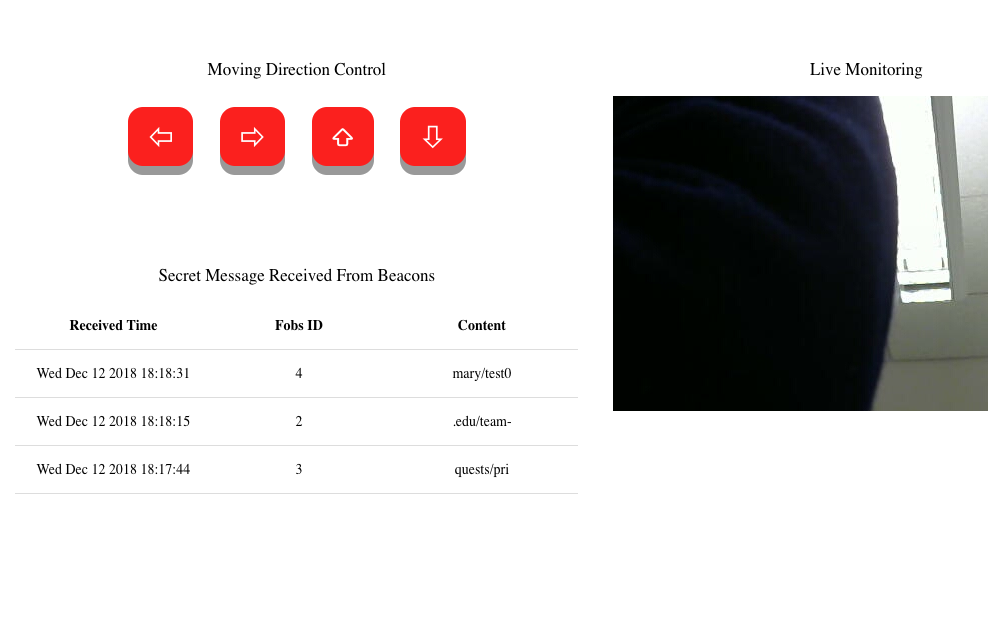 Moving Direction Control
Live Monitoring
Secret Message Received From Beacons
Received Time Fobs ID Content
Wed Dec 12 2018 18:18:31 4 mary/test0
Wed Dec 12 2018 18:18:15 2 .edu/team-
Wed Dec 12 2018 18:17:44 3 quests/pri